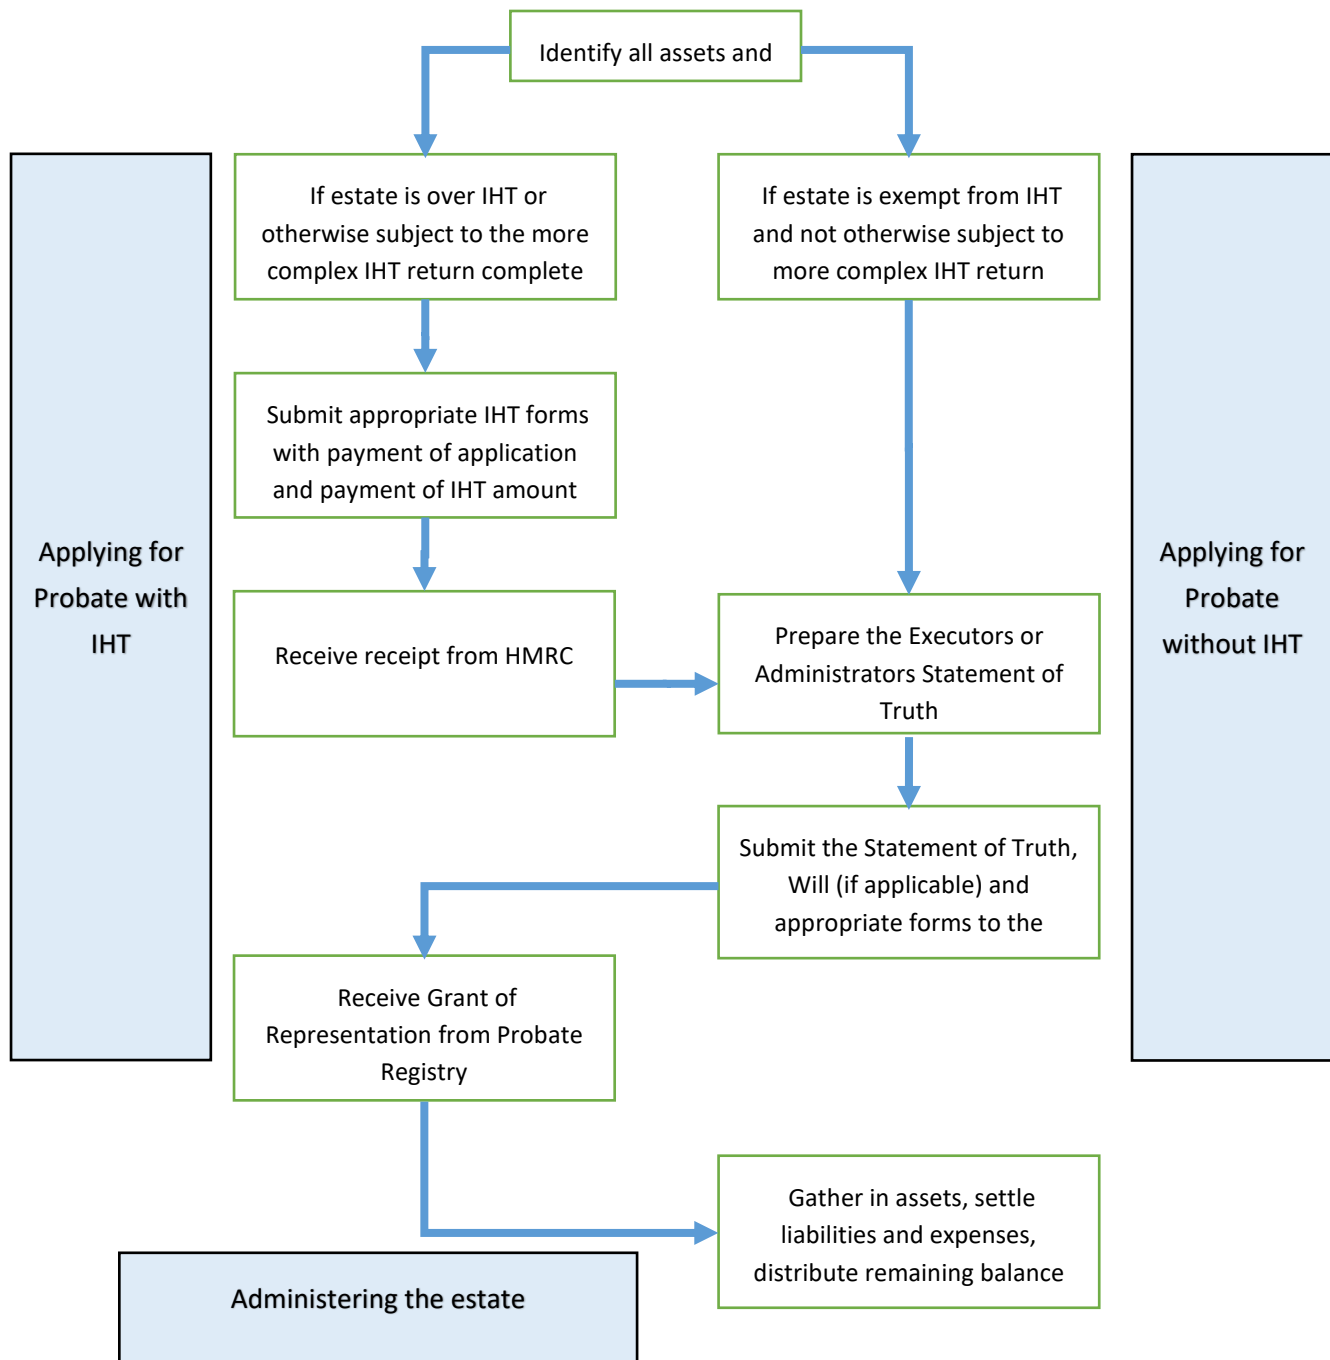 Identify all assets and
If estate is over IHT or
otherwise subject to the more
complex IHT return complete
If estate is exempt from IHT
and not otherwise subject to
more complex IHT return
Submit appropriate IHT forms
with payment of application
and payment of IHT amount
Applying for
Probate with
IHT
Applying for
Probate
without IHT
Receive receipt from HMRC
Prepare the Executors or
Administrators Statement of
Truth
Submit the Statement of Truth,
Will (if applicable) and
appropriate forms to the
Receive Grant of
Representation from Probate
Registry
Gather in assets, settle
liabilities and expenses,
distribute remaining balance
Administering the estate